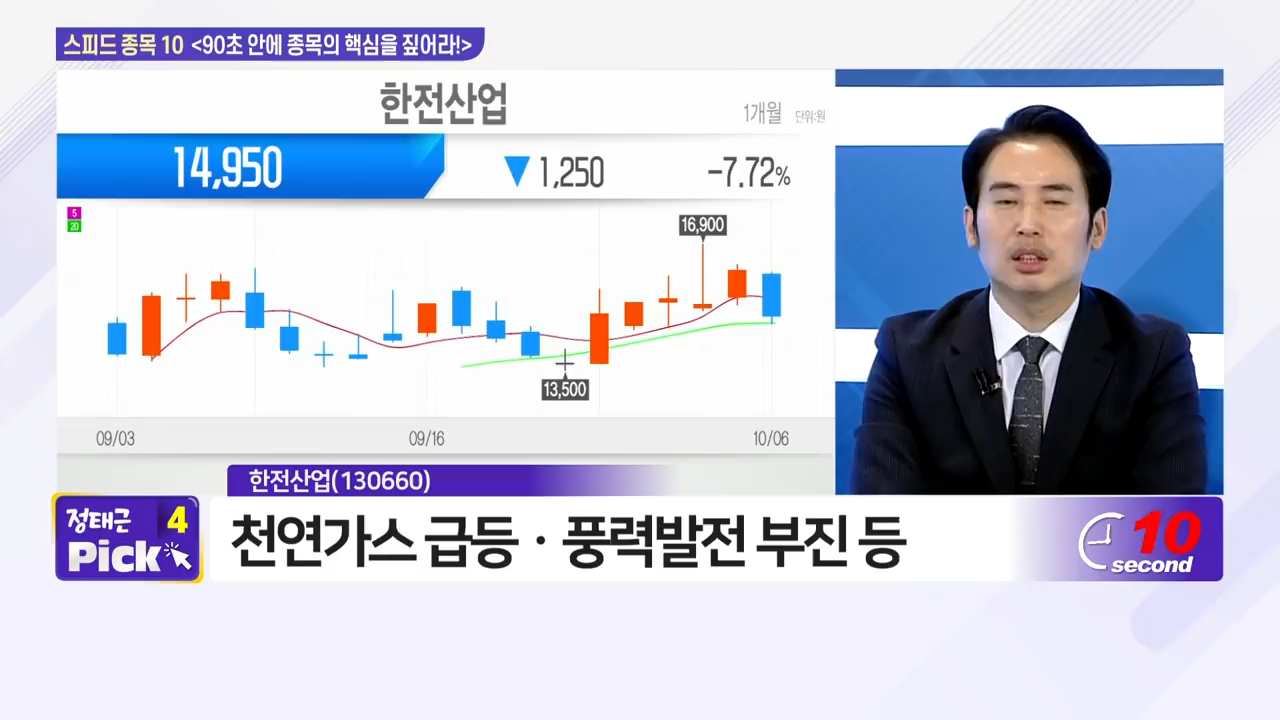 스피드 종목 10 <90초 안에 종목의 핵심을 짚어라!>
한전산업
1개월 단위:원
14,950 ▼ 1,250 -7.72%
5
20
16,900
13,500
09/03 09/16 10/06
한전산업(130660)
정태근 4
Pick
천연가스 급등 · 풍력발전 부진 등
10
second